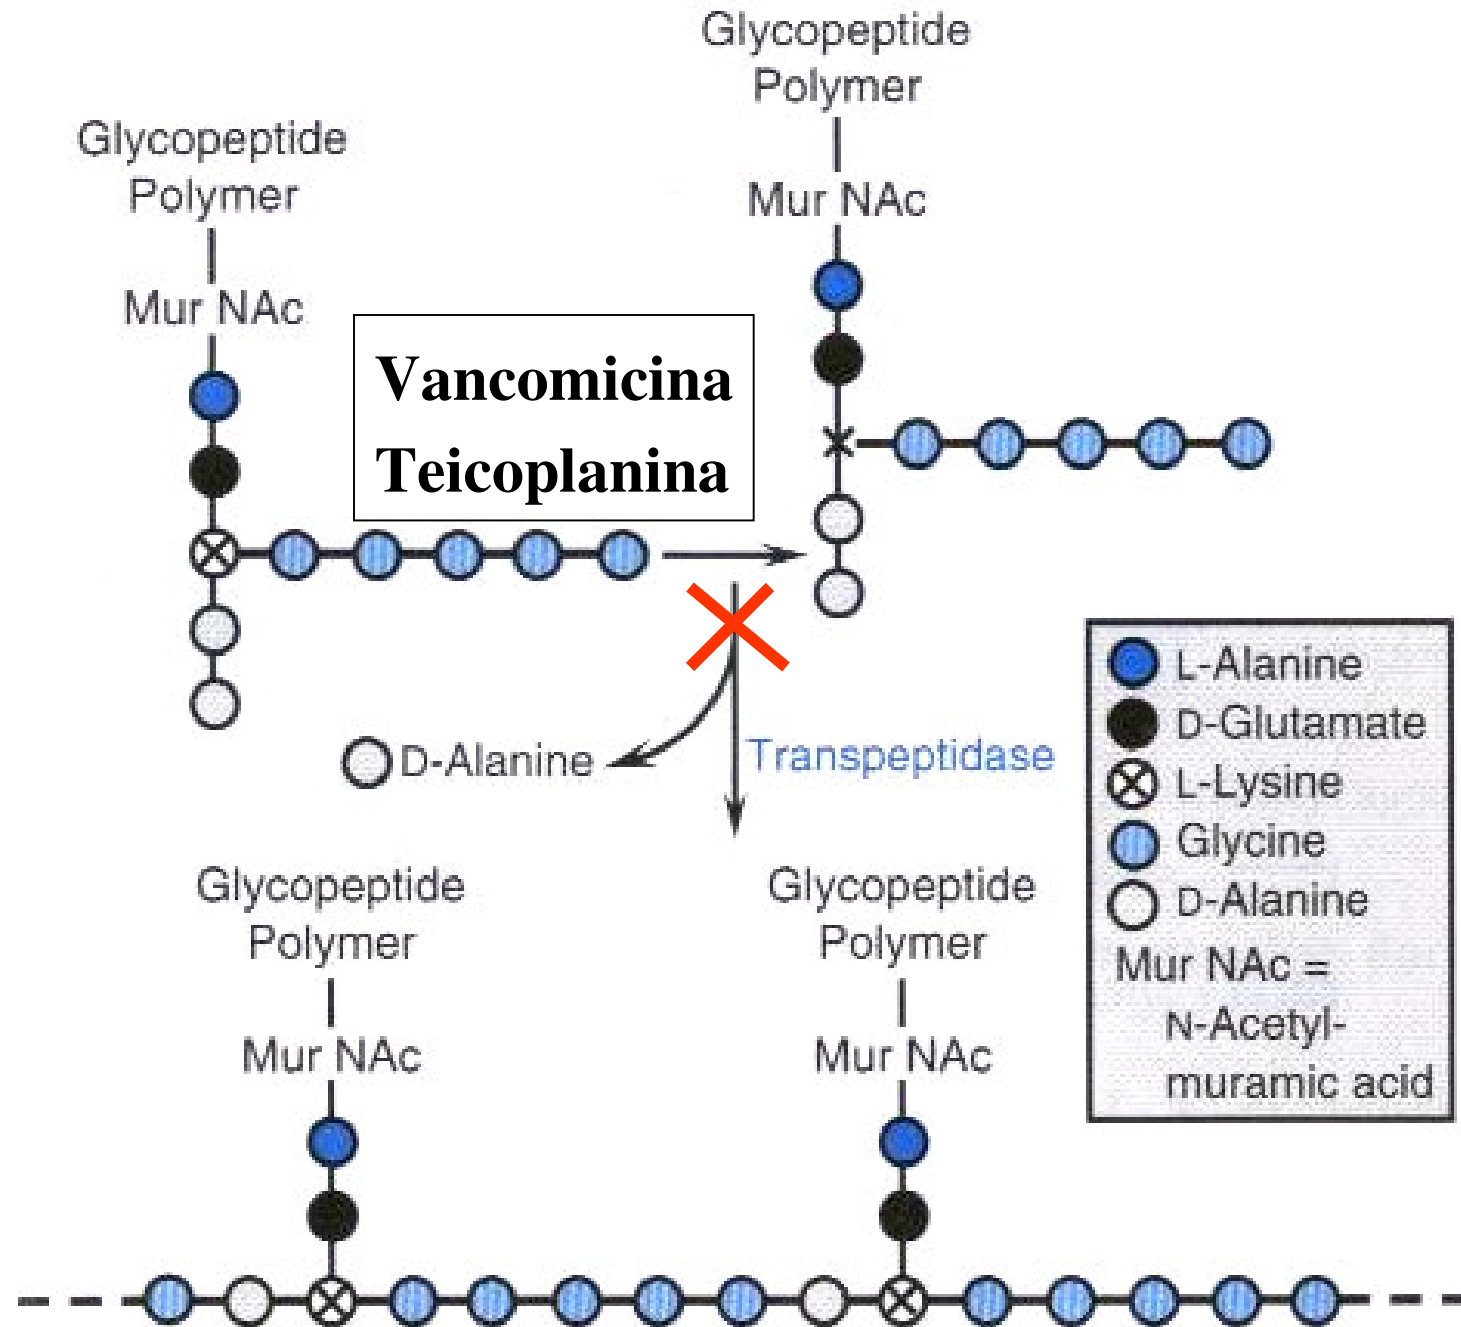 Glycopeptide
Polymer
Mur NAc
Glycopeptide
Polymer
Mur NAc
Vancomicina
Teicoplanina
D-Alanine
Transpeptidase
L-Alanine
D-Glutamate
L-Lysine
Glycine
D-Alanine
Mur NAc =
N-Acetyl-
muramic acid
Glycopeptide
Polymer
Mur NAc
Glycopeptide
Polymer
Mur NAc